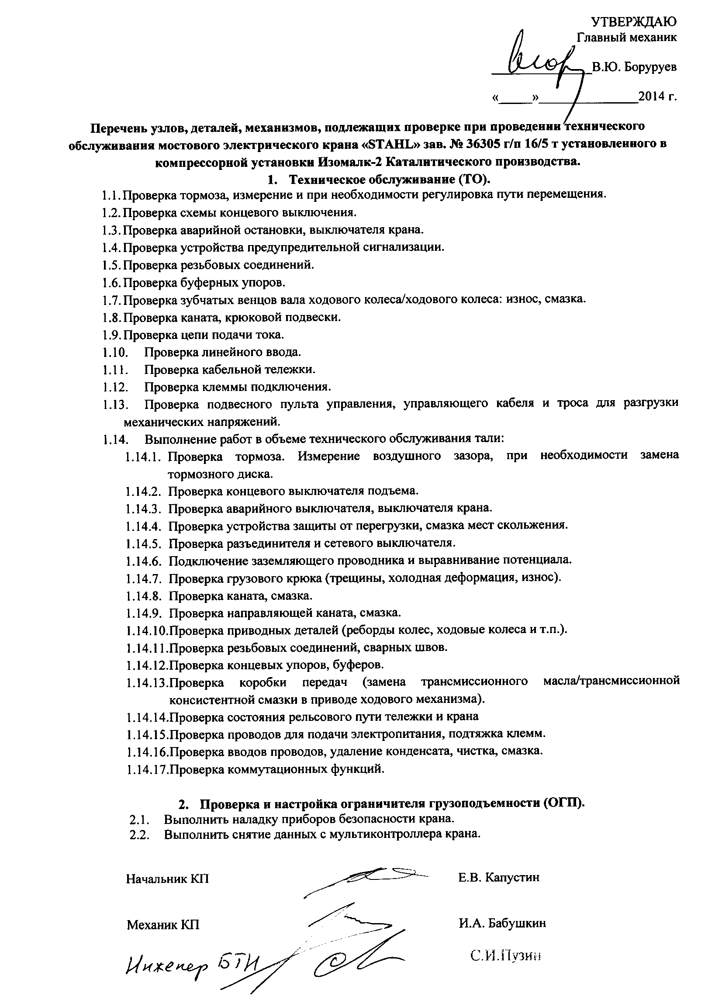 УТВЕРЖДАЮ
Главный механик
В.Ю. Боруруев
«_____»_______________2014 г.
Перечень узлов, деталей, механизмов, подлежащих проверке при проведении технического
обслуживания мостового электрического крана «STAHL» зав. № 36305 г/п 16/5 т установленного в
компрессорной установки Изомалк-2 Каталитического производства.
1. Техническое обслуживание (ТО).
1.1. Проверка тормоза, измерение и при необходимости регулировка пути перемещения.
1.2. Проверка схемы концевого выключения.
1.3. Проверка аварийной остановки, выключателя крана.
1.4. Проверка устройства предупредительной сигнализации.
1.5. Проверка резьбовых соединений.
1.6. Проверка буферных упоров.
1.7. Проверка зубчатых венцов вала ходового колеса/ходового колеса: износ, смазка.
1.8. Проверка каната, крюковой подвески.
1.9. Проверка цепи подачи тока.
1.10. Проверка линейного ввода.
1.11. Проверка кабельной тележки.
1.12. Проверка клеммы подключения.
1.13. Проверка подвесного пульта управления, управляющего кабеля и троса для разгрузки
механических напряжений.
1.14. Выполнение работ в объеме технического обслуживания тали:
1.14.1. Проверка тормоза. Измерение воздушного зазора, при необходимости замена
тормозного диска.
1.14.2. Проверка концевого выключателя подъема.
1.14.3. Проверка аварийного выключателя, выключателя крана.
1.14.4. Проверка устройства защиты от перегрузки, смазка мест скольжения.
1.14.5. Проверка разъединителя и сетевого выключателя.
1.14.6. Подключение заземляющего проводника и выравнивание потенциала.
1.14.7. Проверка грузового крюка (трещины, холодная деформация, износ).
1.14.8. Проверка каната, смазка.
1.14.9. Проверка направляющей каната, смазка.
1.14.10.Проверка приводных деталей (реборды колес, ходовые колеса и т.п.).
1.14.11.Проверка резьбовых соединений, сварных швов.
1.14.12.Проверка концевых упоров, буферов.
1.14.13.Проверка коробки передач (замена трансмиссионного масла/трансмиссионной
консистентной смазки в приводе ходового механизма).
1.14.14.Проверка состояния рельсового пути тележки и крана
1.14.15.Проверка проводов для подачи электропитания, подтяжка клемм.
1.14.16.Проверка вводов проводов, удаление конденсата, чистка, смазка.
1.14.17.Проверка коммутационных функций.
2. Проверка и настройка ограничителя грузоподъемности (ОГП).
2.1. Выполнить наладку приборов безопасности крана.
2.2. Выполнить снятие данных с мультиконтроллера крана.
Начальник КП Е.В. Капустин
Механик КП И.А. Бабушкин
Инженер БТИ С.И.Пузин